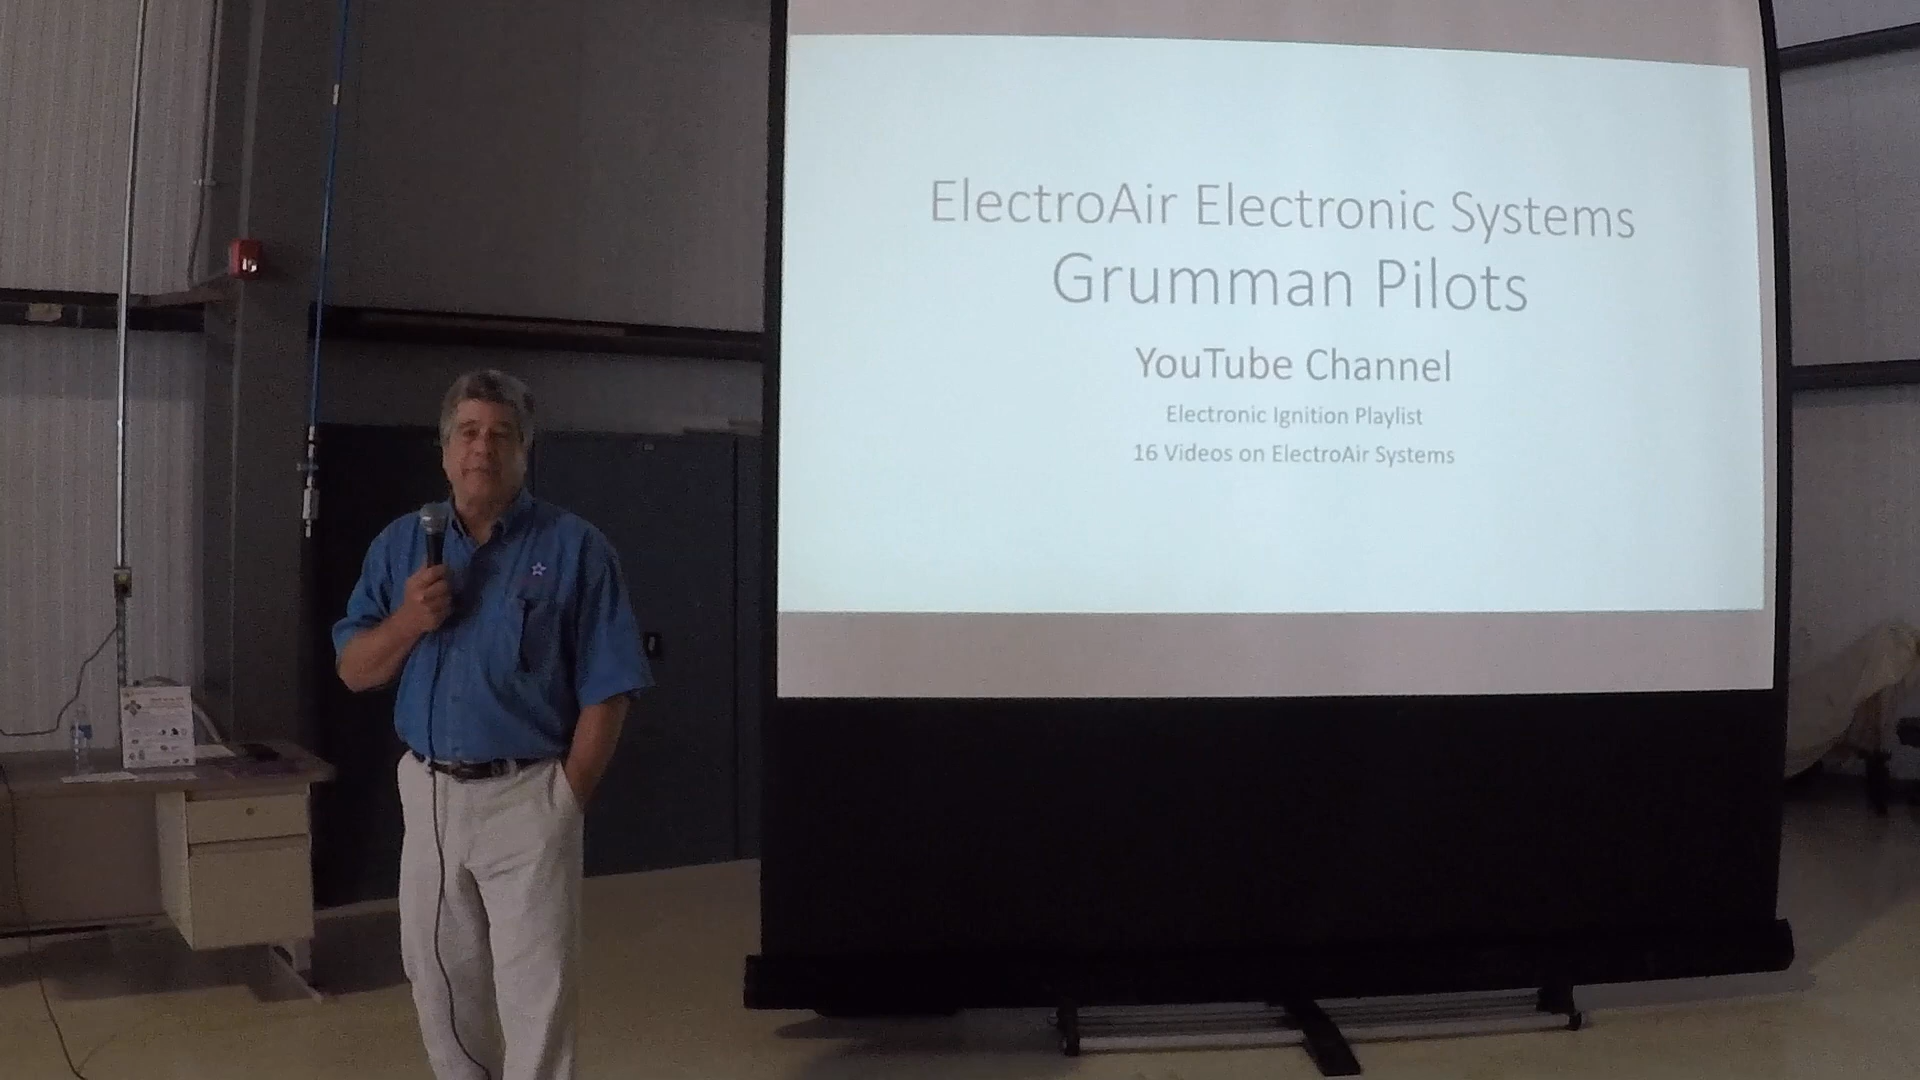 ElectroAir Electronic Systems
Grumman Pilots
YouTube Channel
Electronic Ignition Playlist
16 Videos on ElectroAir Systems